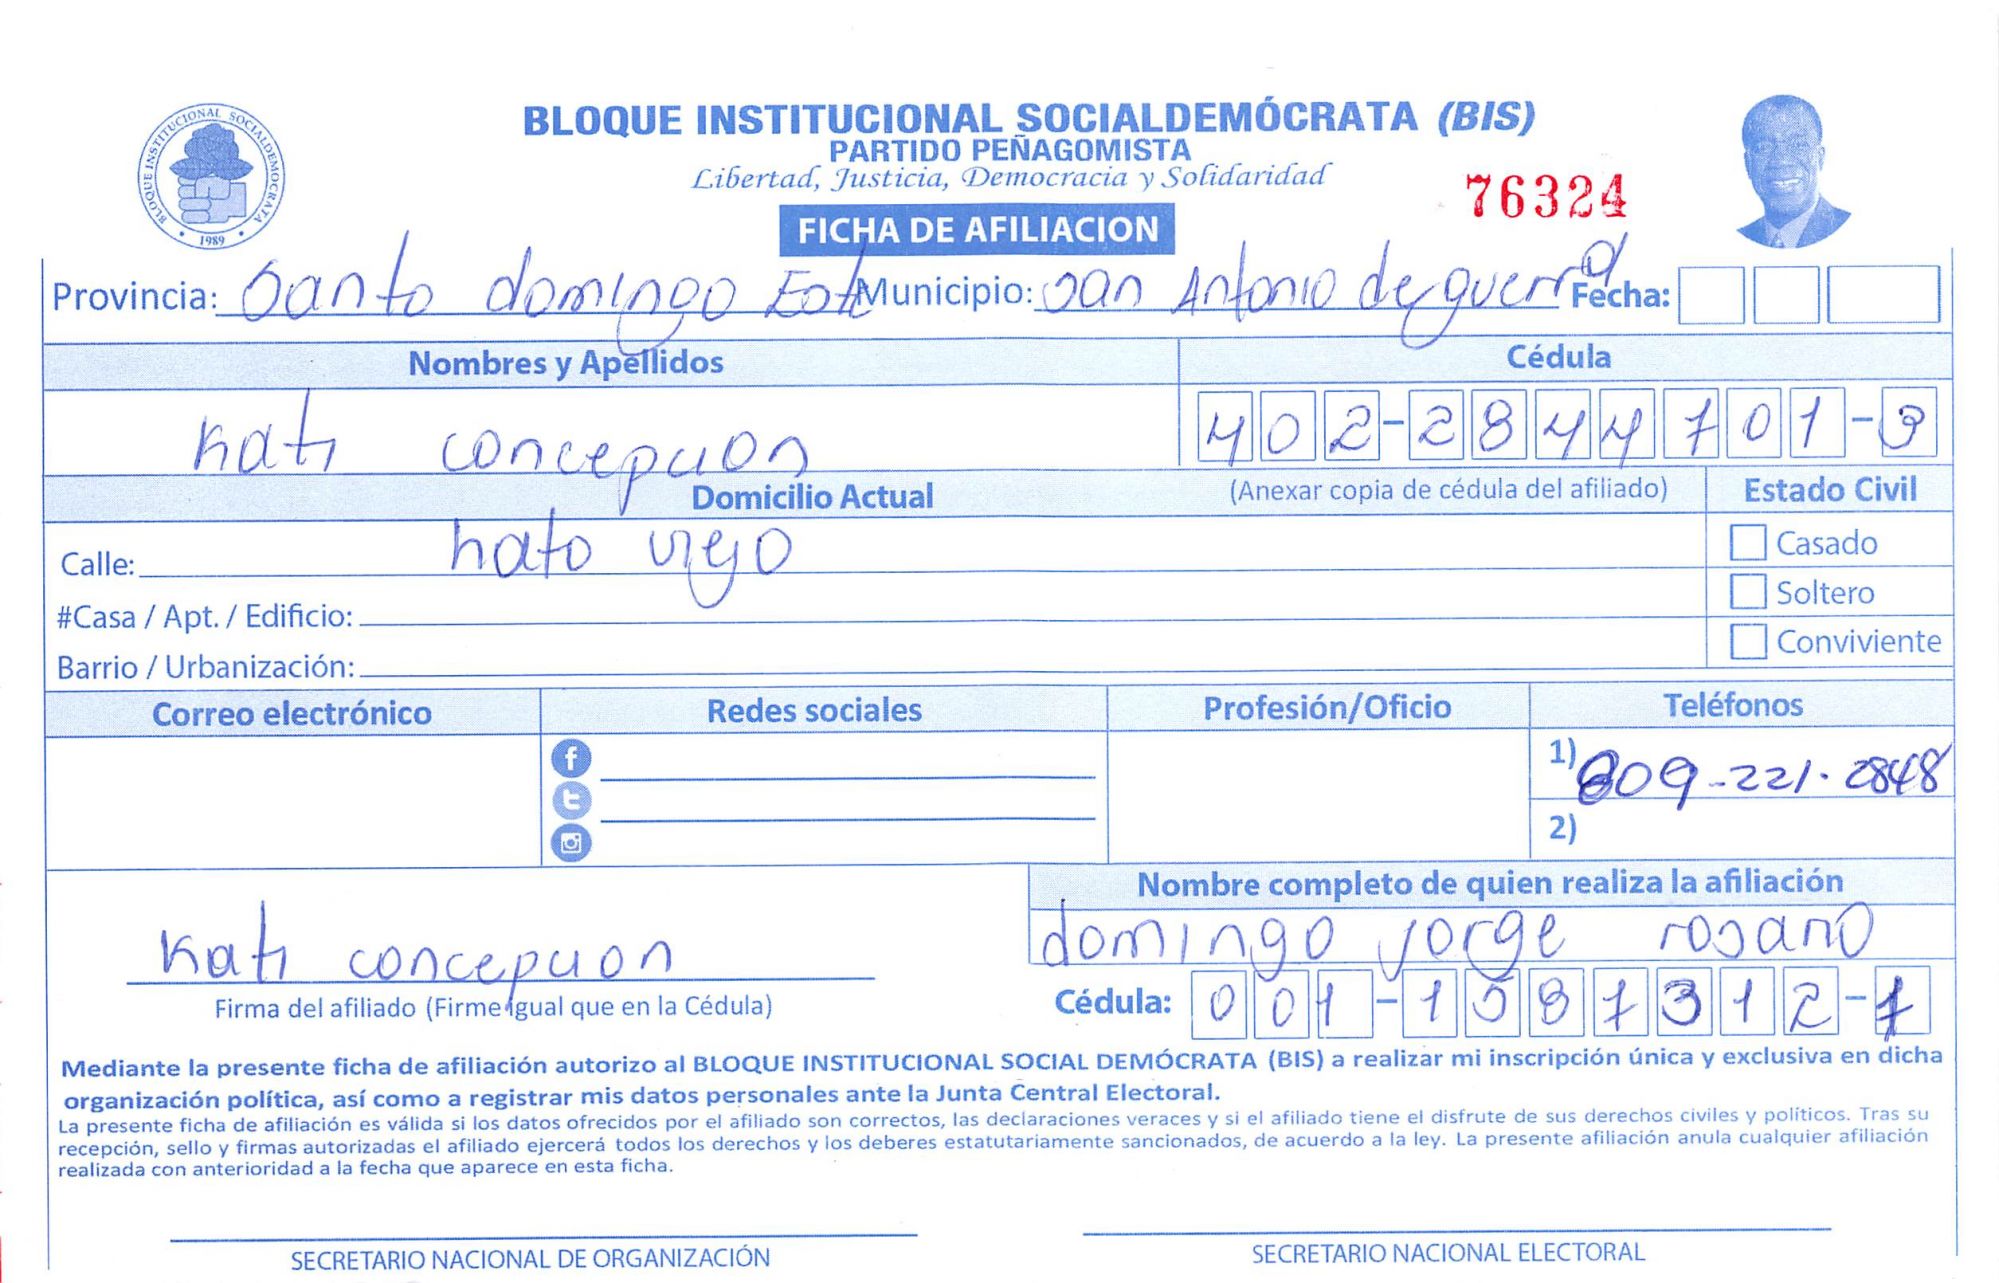 BLOQUE INSTITUCIONAL SOCIALDEMOCRATA
1989
BLOQUE INSTITUCIONAL SOCIALDEMÓCRATA (BIS)
PARTIDO PEÑAGOMISTA
Libertad, Justicia, Democracia y Solidaridad
76324
FICHA DE AFILIACION
Provincia: Santo domingo Este Municipio: san Antonio de guerra Fecha:
Nombres y Apellidos Cédula
Kati concepcion 402-2844701-3
Domicilio Actual (Anexar copia de cédula del afiliado) Estado Civil
Calle: hato viejo Casado
#Casa / Apt. / Edificio: Soltero
Barrio / Urbanización: Conviviente
Correo electrónico Redes sociales Profesión/Oficio Teléfonos
1) 809-221-2848
2)
Nombre completo de quien realiza la afiliación
domingo jorge rosario
Kati concepcion
Firma del afiliado (Firme igual que en la Cédula) Cédula: 001-1587312-1
Mediante la presente ficha de afiliación autorizo al BLOQUE INSTITUCIONAL SOCIAL DEMÓCRATA (BIS) a realizar mi inscripción única y exclusiva en dicha
organización política, así como a registrar mis datos personales ante la Junta Central Electoral.
La presente ficha de afiliación es válida si los datos ofrecidos por el afiliado son correctos, las declaraciones veraces y si el afiliado tiene el disfrute de sus derechos civiles y políticos. Tras su
recepción, sello y firmas autorizadas el afiliado ejercerá todos los derechos y los deberes estatutariamente sancionados, de acuerdo a la ley. La presente afiliación anula cualquier afiliación
realizada con anterioridad a la fecha que aparece en esta ficha.
SECRETARIO NACIONAL DE ORGANIZACIÓN SECRETARIO NACIONAL ELECTORAL